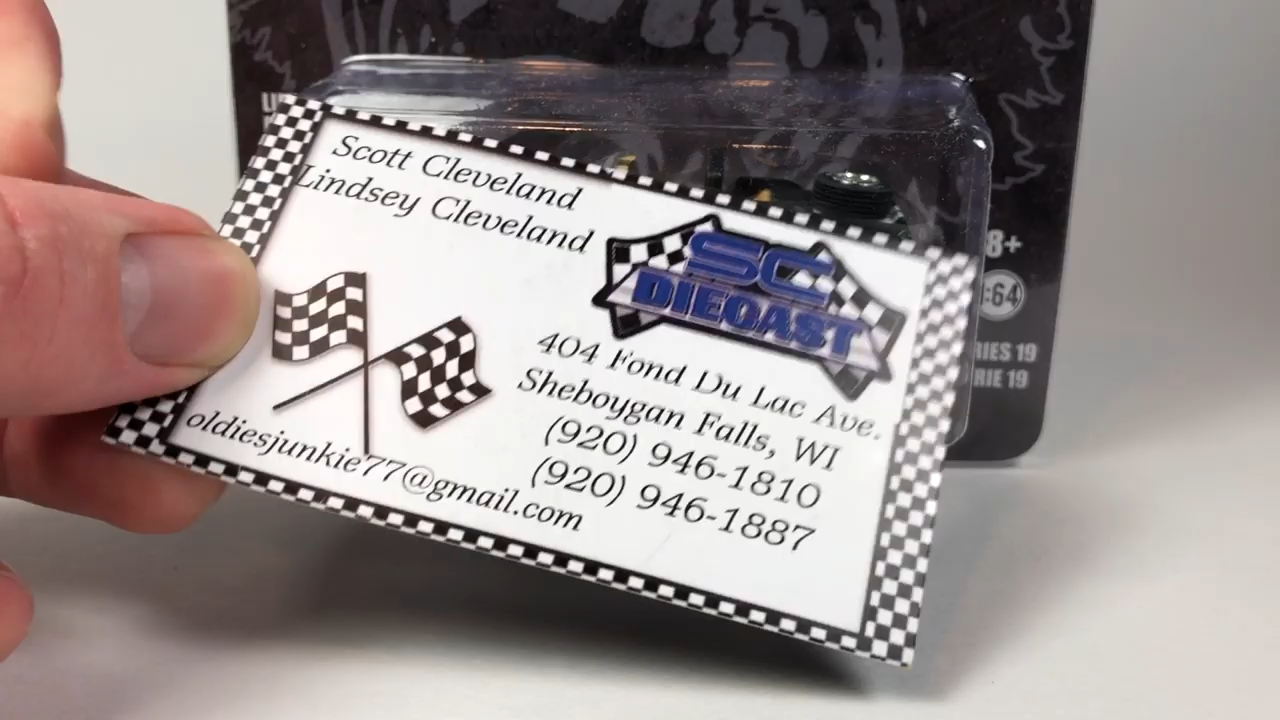 Scott Cleveland
Lindsey Cleveland
SC
DIECAST
404 Fond Du Lac Ave.
Sheboygan Falls, WI
(920) 946-1810
(920) 946-1887
oldiesjunkie77@gmail.com
8+
:64
RIES 19
RIE 19